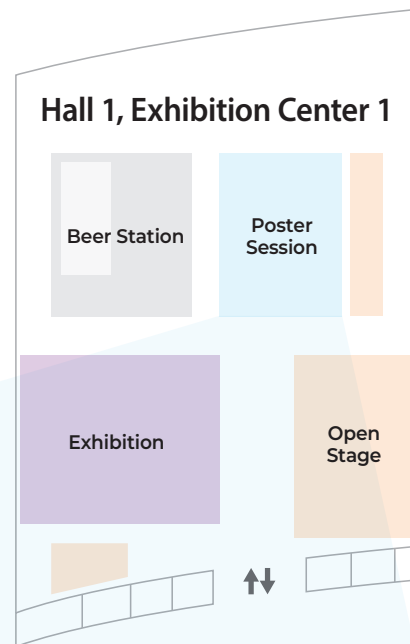 Hall 1, Exhibition Center 1
Beer Station
Poster
Session
Exhibition
Open
Stage